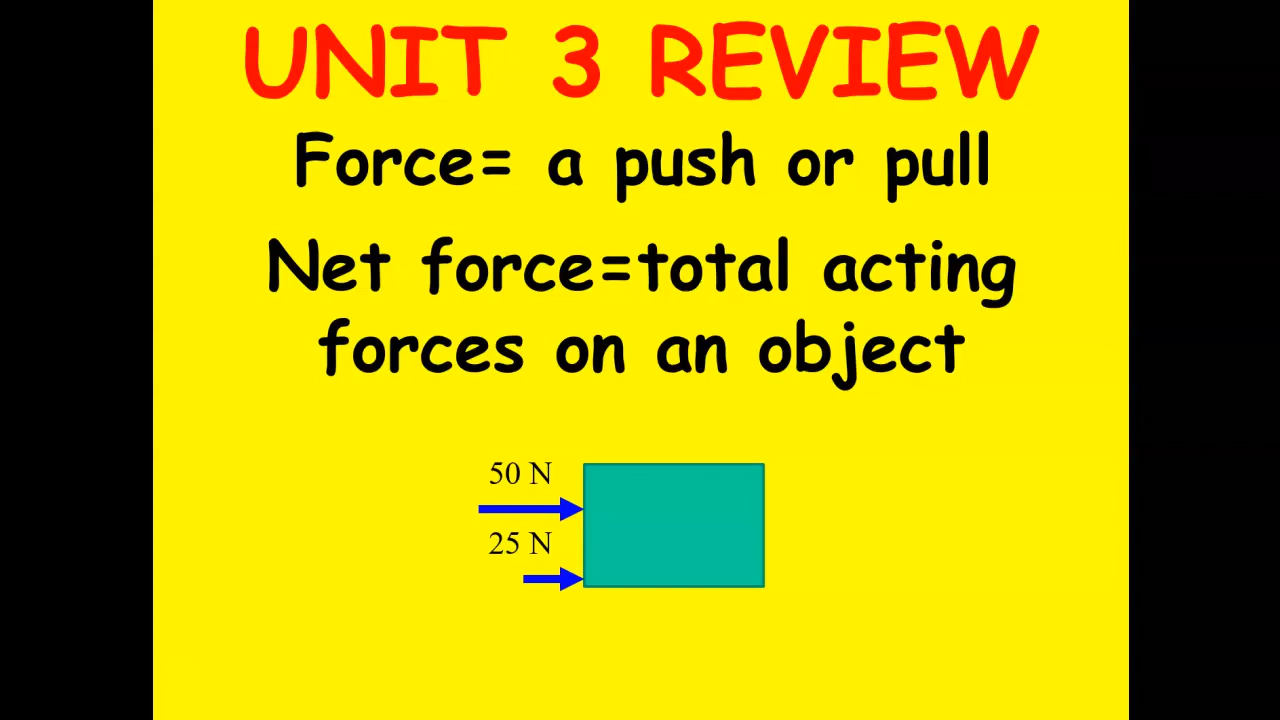 UNIT 3 REVIEW
Force= a push or pull
Net force=total acting
forces on an object
50 N
25 N